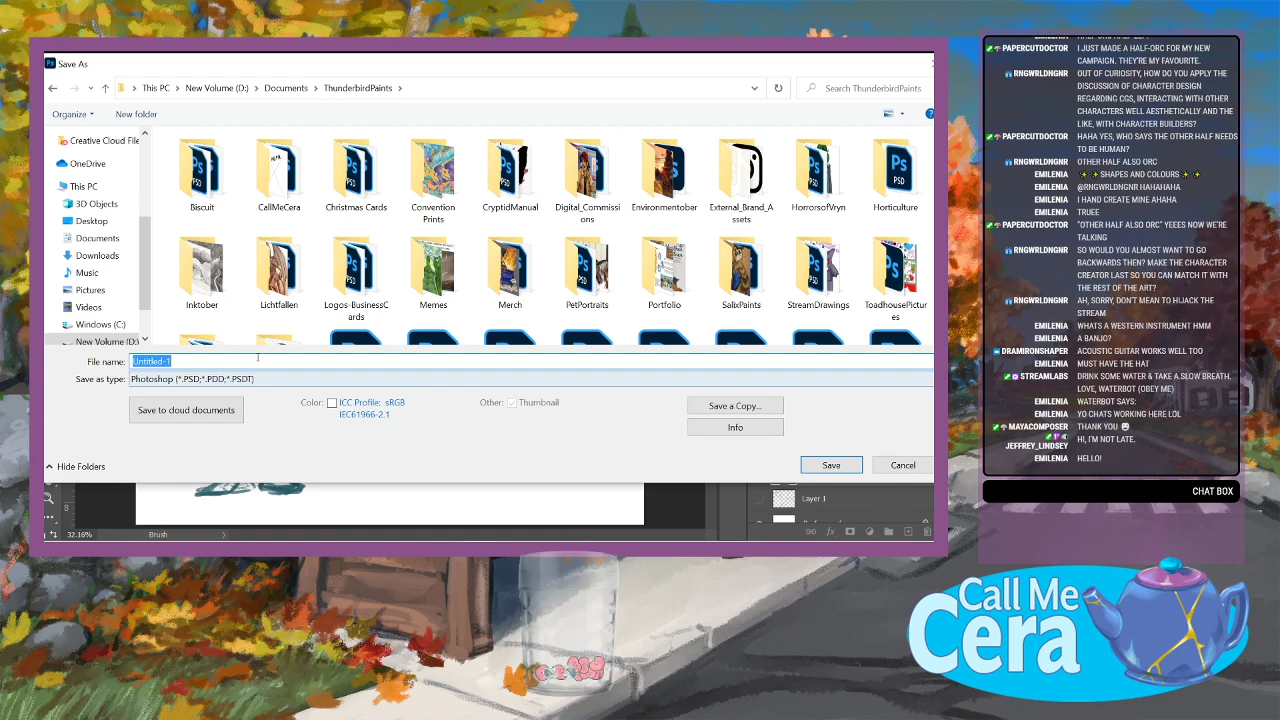 Save As
This PC > New Volume (D:) > Documents > ThunderbirdPaints >
Search ThunderbirdPaints
Organize
New folder
Creative Cloud File
OneDrive
This PC
3D Objects
Desktop
Documents
Downloads
Music
Pictures
Videos
Windows (C:)
New Volume (D:)
Biscuit
CallMeCera
Christmas Cards
Convention
Prints
CryptidManual
Digital_Commissi
ons
Environmentober
External_Brand_A
ssets
HorrorsofVryn
Horticulture
Inktober
Lichtfallen
Logos-BusinessC
ards
Memes
Merch
PetPortraits
Portfolio
SalixPaints
StreamDrawings
ToadhousePictur
es
File name: Untitled-1
Save as type: Photoshop (*.PSD;*.PDD;*.PSDT)
Save to cloud documents
Color: ICC Profile: sRGB
IEC61966-2.1
Other: Thumbnail
Save a Copy...
Info
Hide Folders
Save
Cancel
Layer 1
32.16%
Brush
PAPERCUTDOCTOR I JUST MADE A HALF-ORC FOR MY NEW
CAMPAIGN. THEY'RE MY FAVOURITE.
RNGWRLDNGNR OUT OF CURIOSITY, HOW DO YOU APPLY THE
DISCUSSION OF CHARACTER DESIGN
REGARDING CGS, INTERACTING WITH OTHER
CHARACTERS WELL AESTHETICALLY AND THE
LIKE, WITH CHARACTER BUILDERS?
PAPERCUTDOCTOR HAHA YES, WHO SAYS THE OTHER HALF NEEDS
TO BE HUMAN?
RNGWRLDNGNR OTHER HALF ALSO ORC
EMILENIA ✨ ✨SHAPES AND COLOURS ✨ ✨
EMILENIA @RNGWRLDNGNR HAHAHAHA
EMILENIA I HAND CREATE MINE AHAHA
EMILENIA TRUEE
PAPERCUTDOCTOR "OTHER HALF ALSO ORC" YEEES NOW WE'RE
TALKING
RNGWRLDNGNR SO WOULD YOU ALMOST WANT TO GO
BACKWARDS THEN? MAKE THE CHARACTER
CREATOR LAST SO YOU CAN MATCH IT WITH
THE REST OF THE ART?
RNGWRLDNGNR AH, SORRY, DON'T MEAN TO HIJACK THE
STREAM
EMILENIA WHATS A WESTERN INSTRUMENT HMM
EMILENIA A BANJO?
DRAMIRONSHAPER ACOUSTIC GUITAR WORKS WELL TOO
EMILENIA MUST HAVE THE HAT
STREAMLABS DRINK SOME WATER & TAKE A SLOW BREATH.
LOVE, WATERBOT (OBEY ME)
EMILENIA WATERBOT SAYS:
EMILENIA YO CHATS WORKING HERE LOL
MAYACOMPOSER THANK YOU 😀
JEFFREY_LINDSEY HI, I'M NOT LATE.
EMILENIA HELLO!
CHAT BOX
Call Me
Cera